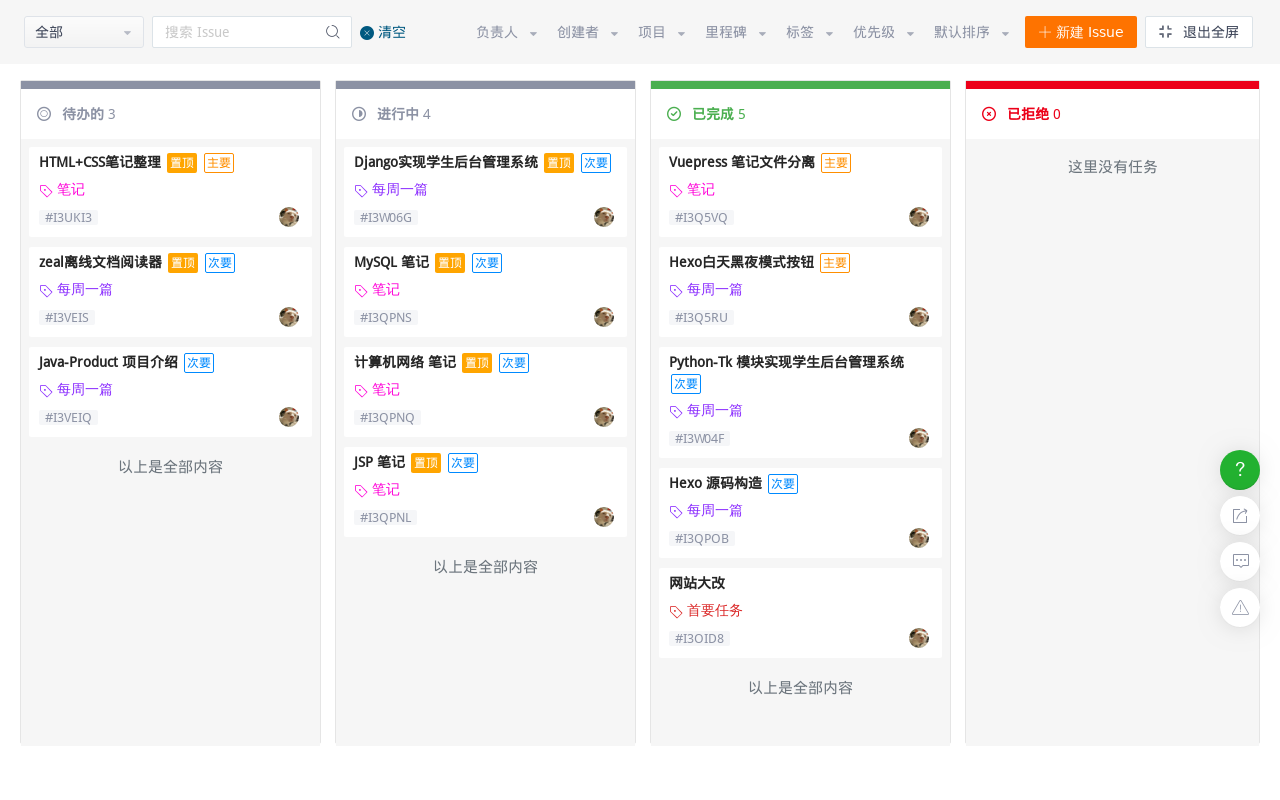 全部
搜索 Issue
清空
负责人
创建者
项目
里程碑
标签
优先级
默认排序
新建 Issue
退出全屏
待办的 3
HTML+CSS笔记整理 置顶 主要
笔记
#I3UKI3
zeal离线文档阅读器 置顶 次要
每周一篇
#I3VEIS
Java-Product 项目介绍 次要
每周一篇
#I3VEIQ
以上是全部内容
进行中 4
Django实现学生后台管理系统 置顶 次要
每周一篇
#I3W06G
MySQL 笔记 置顶 次要
笔记
#I3QPNS
计算机网络 笔记 置顶 次要
笔记
#I3QPNQ
JSP 笔记 置顶 次要
笔记
#I3QPNL
以上是全部内容
已完成 5
Vuepress 笔记文件分离 主要
笔记
#I3Q5VQ
Hexo白天黑夜模式按钮 主要
每周一篇
#I3Q5RU
Python-Tk 模块实现学生后台管理系统
次要
每周一篇
#I3W04F
Hexo 源码构造 次要
每周一篇
#I3QPOB
网站大改
首要任务
#I3OID8
以上是全部内容
已拒绝 0
这里没有任务
?